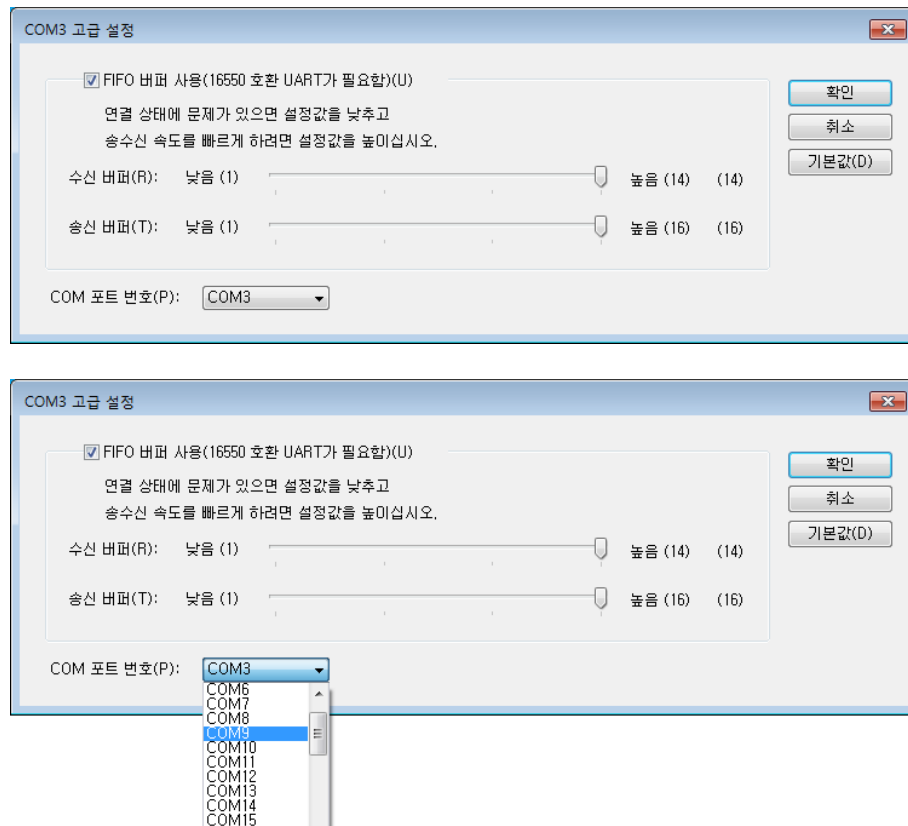 COM3 고급 설정
FIFO 버퍼 사용(16550 호환 UART가 필요함)(U)
연결 상태에 문제가 있으면 설정값을 낮추고
송수신 속도를 빠르게 하려면 설정값을 높이십시오.
확인
취소
기본값(D)
수신 버퍼(R): 낮음 (1) 높음 (14) (14)
송신 버퍼(T): 낮음 (1) 높음 (16) (16)
COM 포트 번호(P): COM3
COM3 고급 설정
FIFO 버퍼 사용(16550 호환 UART가 필요함)(U)
연결 상태에 문제가 있으면 설정값을 낮추고
송수신 속도를 빠르게 하려면 설정값을 높이십시오.
확인
취소
기본값(D)
수신 버퍼(R): 낮음 (1) 높음 (14) (14)
송신 버퍼(T): 낮음 (1) 높음 (16) (16)
COM 포트 번호(P): COM3
COM6
COM7
COM8
COM9
COM10
COM11
COM12
COM13
COM14
COM15